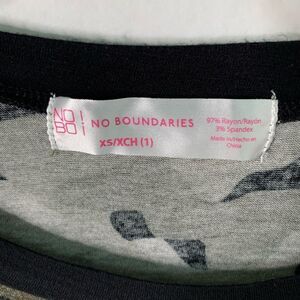 NO
BO!
NO BOUNDARIES
XS/XCH (1)
97% Rayon/Rayón
3% Spandex
Made in/Hecho en
China